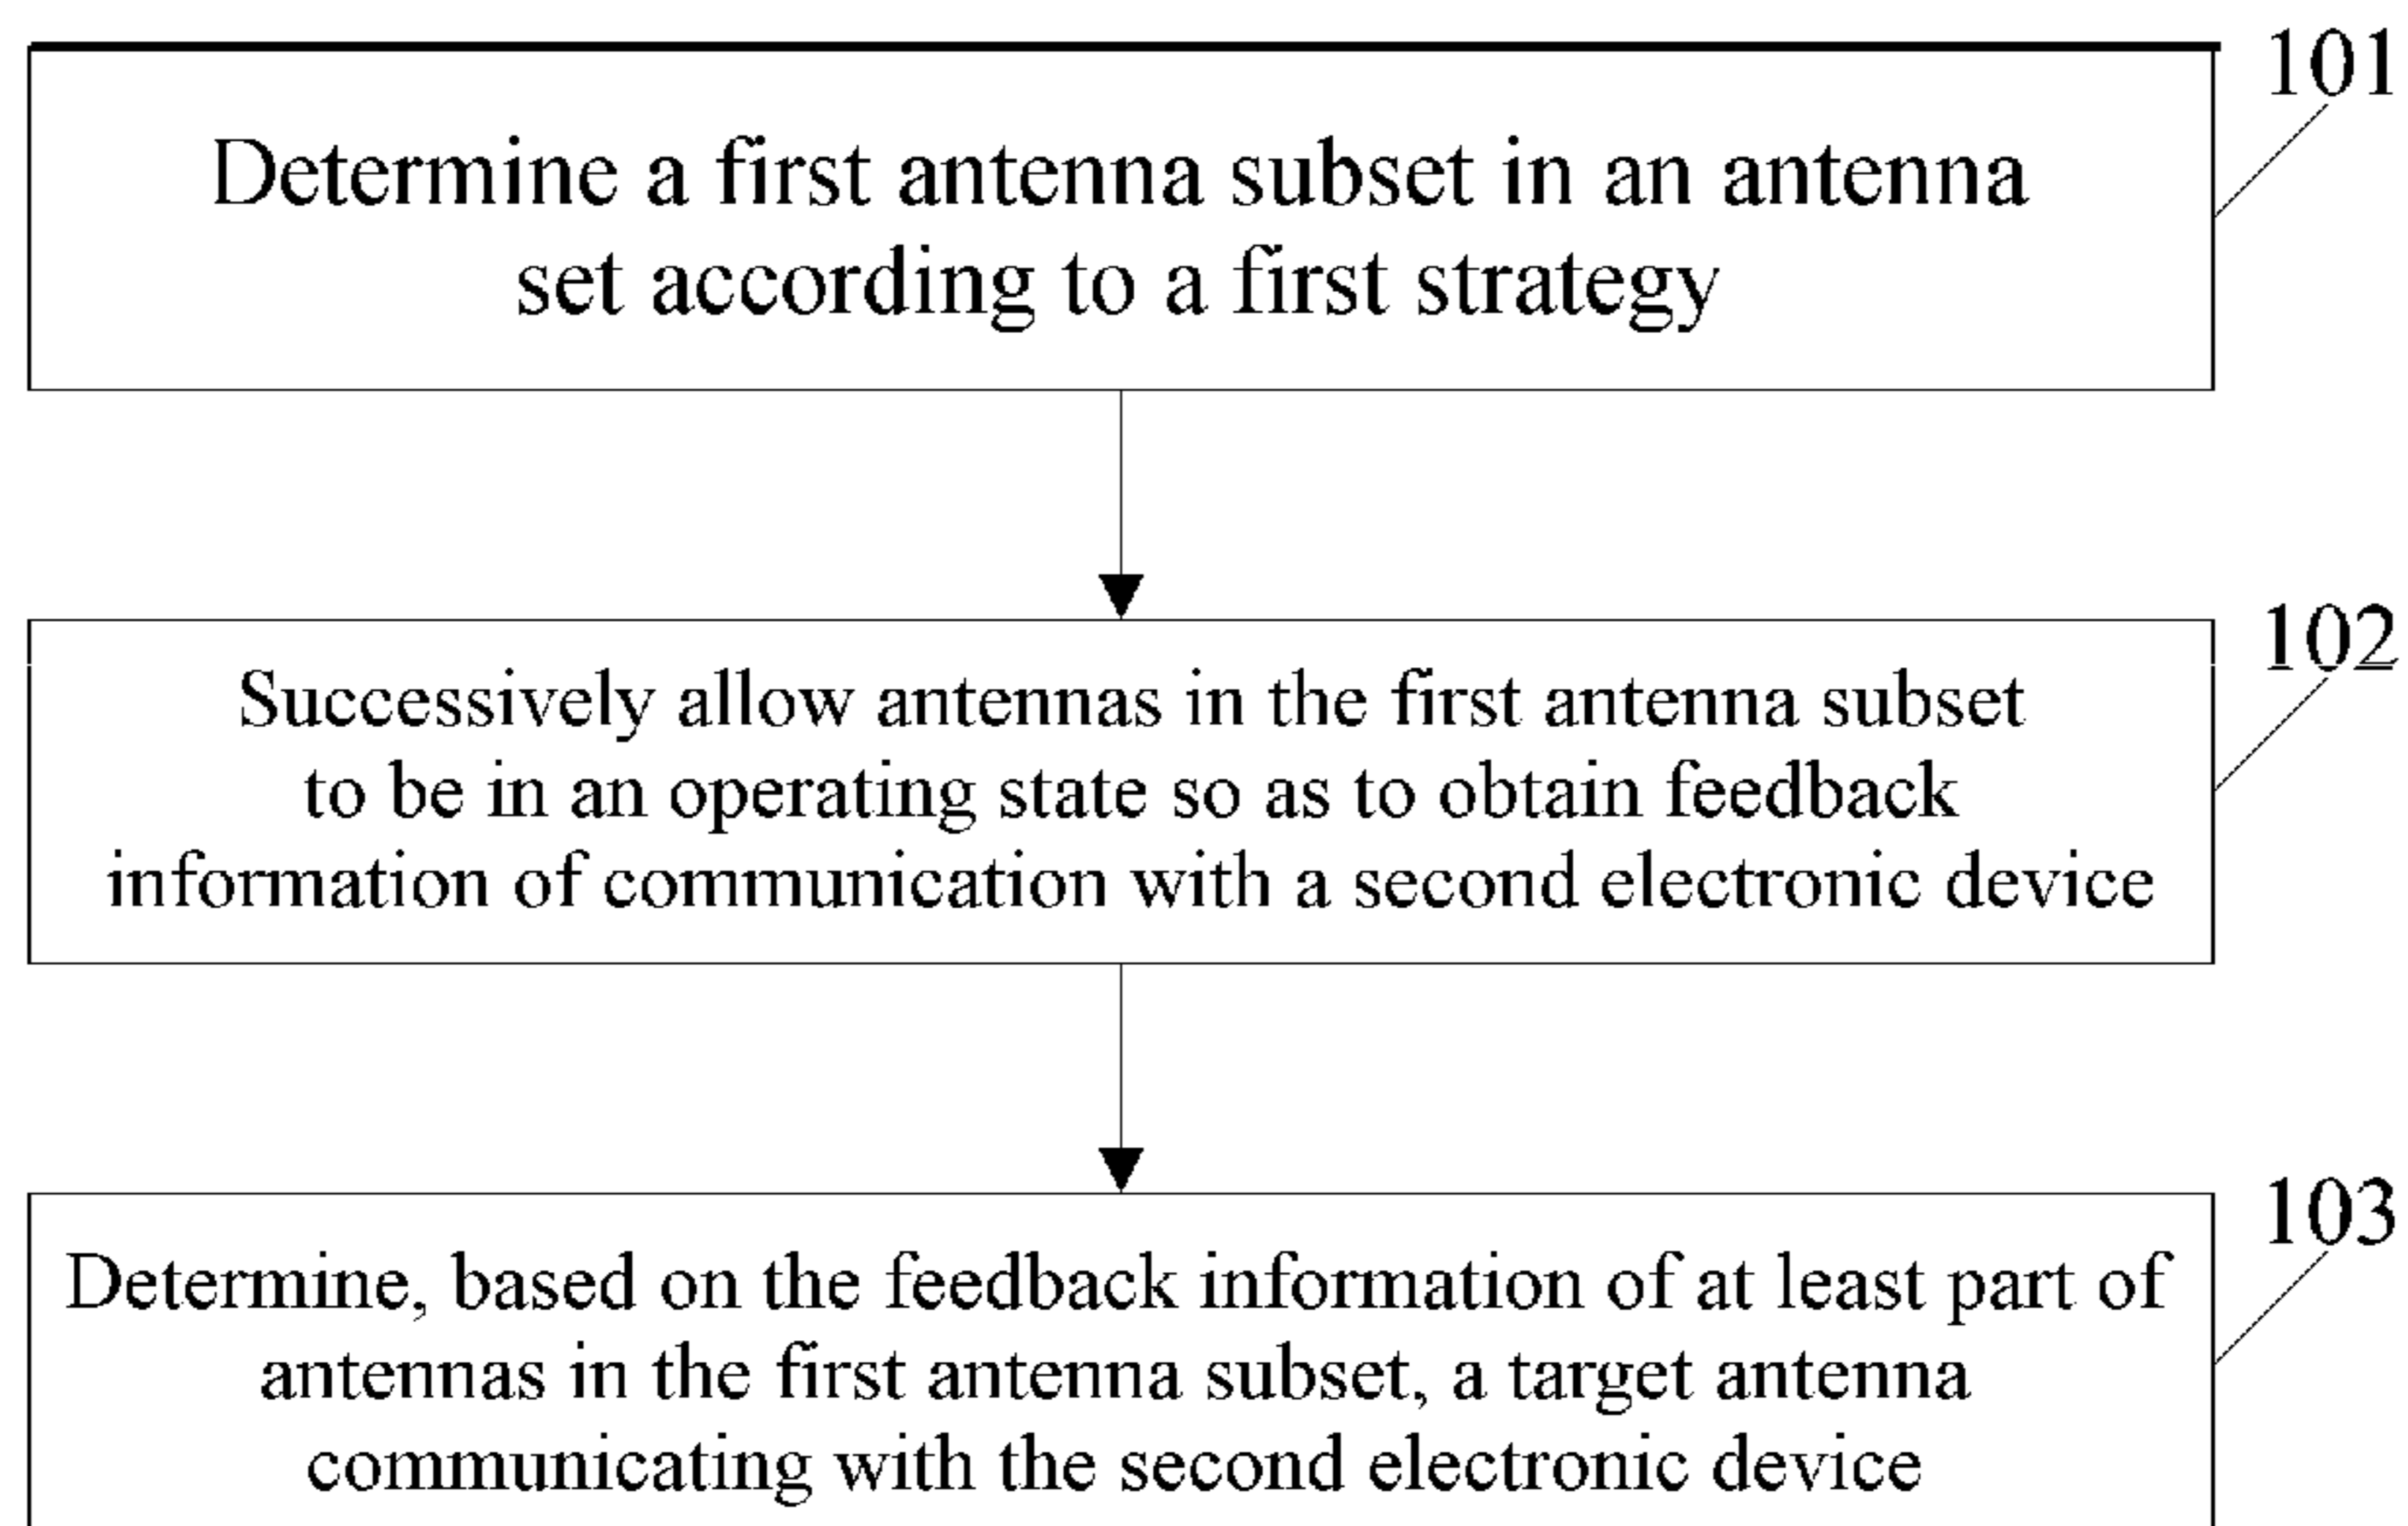 101
Determine a first antenna subset in an antenna
set according to a first strategy
102
Successively allow antennas in the first antenna subset
to be in an operating state so as to obtain feedback
information of communication with a second electronic device
103
Determine, based on the feedback information of at least part of
antennas in the first antenna subset, a target antenna
communicating with the second electronic device